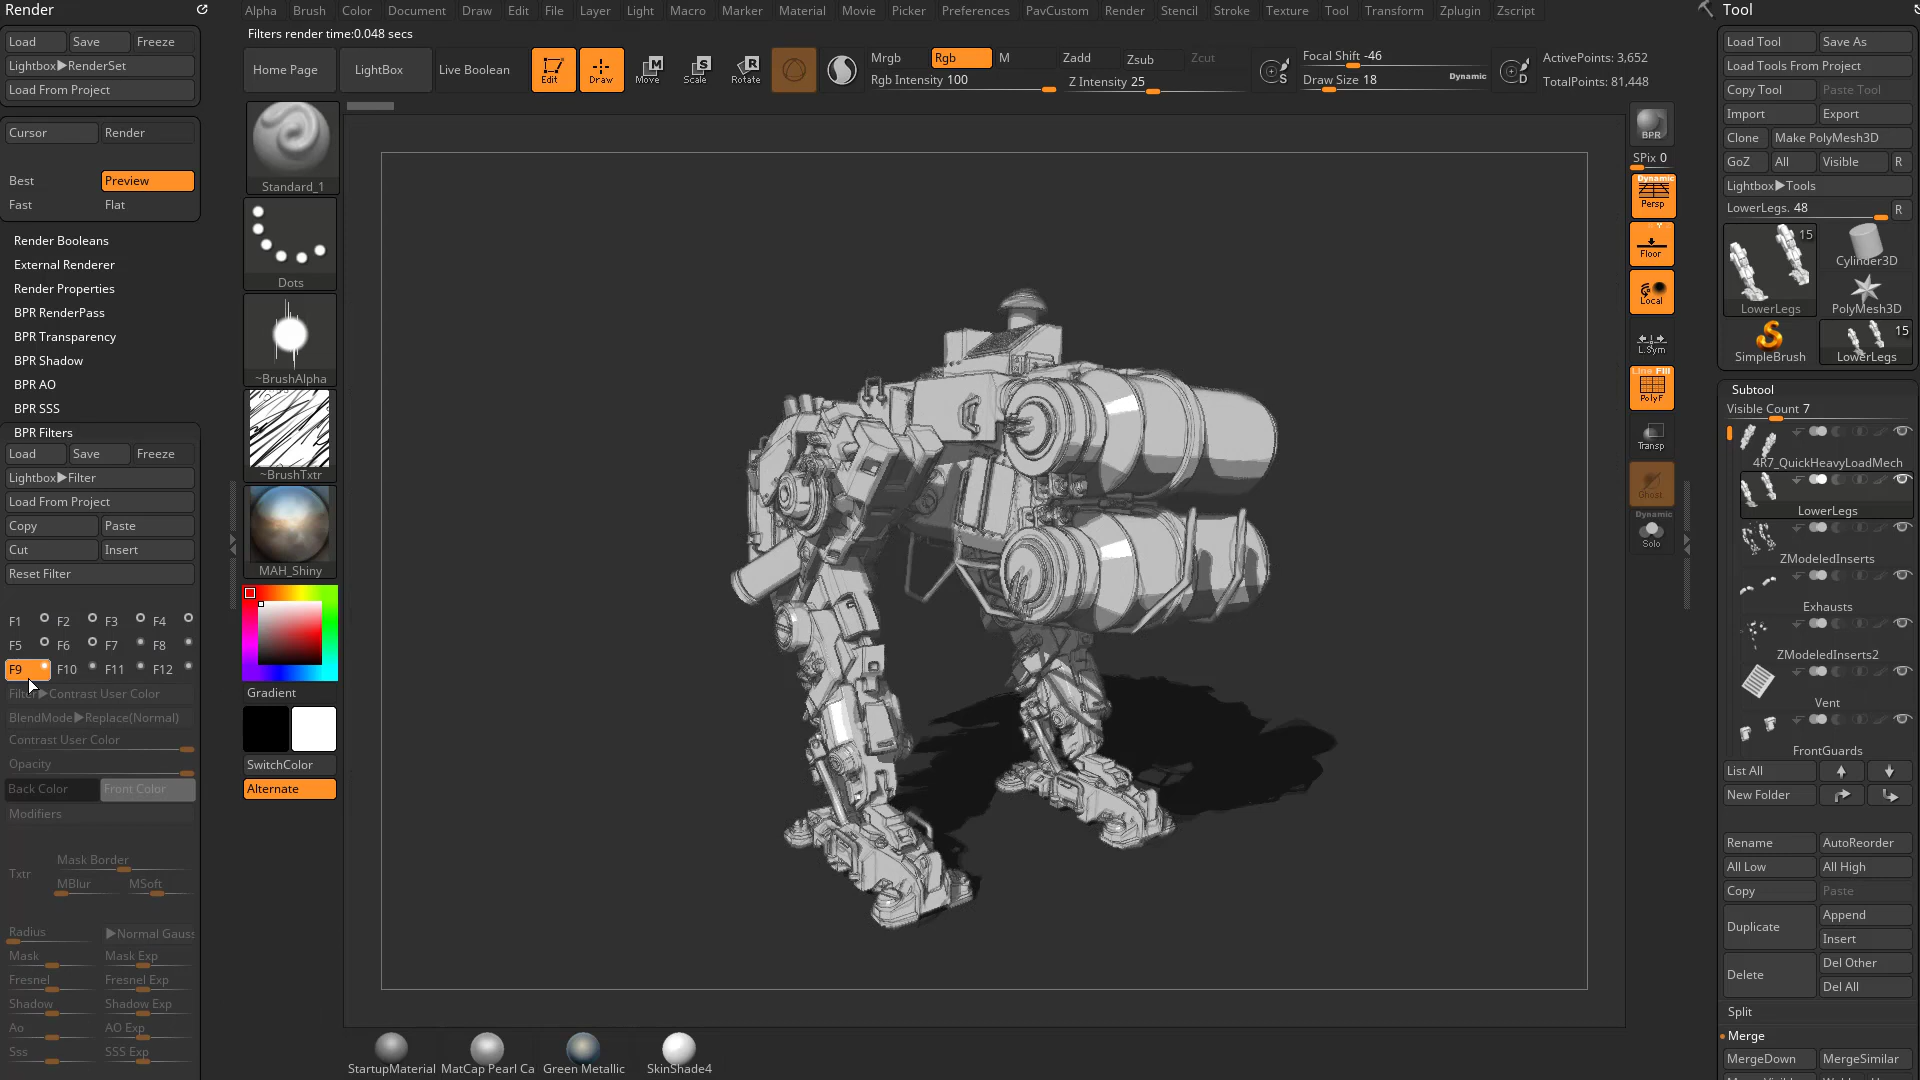 Render
Alpha Brush Color Document Draw Edit File Layer Light Macro Marker Material Movie Picker Preferences PavCustom Render Stencil Stroke Texture Tool Transform Zplugin Zscript
Tool
Filters render time:0.048 secs
Load Save Freeze
Lightbox▶RenderSet
Load From Project
Cursor Render
Best Preview
Fast Flat
Render Booleans
External Renderer
Render Properties
BPR RenderPass
BPR Transparency
BPR Shadow
BPR AO
BPR SSS
BPR Filters
Load Save Freeze
Lightbox▶Filter
Load From Project
Copy Paste
Cut Insert
Reset Filter
F1 F2 F3 F4
F5 F6 F7 F8
F9 F10 F11 F12
Filter▶Contrast User Color
BlendMode▶Replace(Normal)
Contrast User Color
Opacity
Back Color Front Color
Modifiers
Txtr Mask Border
MBlur MSoft
Radius ▶Normal Gauss
Mask Mask Exp
Fresnel Fresnel Exp
Shadow Shadow Exp
Ao AO Exp
Sss SSS Exp
Home Page LightBox Live Boolean
Edit Draw Move Scale Rotate
Mrgb Rgb M Zadd Zsub Zcut
Rgb Intensity 100 Z Intensity 25
Focal Shift -46
Draw Size 18 Dynamic
ActivePoints: 3,652
TotalPoints: 81,448
Standard_1
Dots
~BrushAlpha
~BrushTxtr
MAH_Shiny
Gradient
SwitchColor
Alternate
StartupMaterial MatCap Pearl Ca Green Metallic SkinShade4
BPR
SPix 0
Dynamic
Persp
Floor
Local
L.Sym
Line Fill
PolyF
Transp
Ghost
Dynamic
Solo
Load Tool Save As
Load Tools From Project
Copy Tool Paste Tool
Import Export
Clone Make PolyMesh3D
GoZ All Visible R
Lightbox▶Tools
LowerLegs. 48 R
15
LowerLegs
Cylinder3D
PolyMesh3D
SimpleBrush
15
LowerLegs
Subtool
Visible Count 7
4R7_QuickHeavyLoadMech
LowerLegs
ZModeledInserts
Exhausts
ZModeledInserts2
Vent
FrontGuards
List All
New Folder
Rename AutoReorder
All Low All High
Copy Paste
Duplicate Append
Insert
Delete Del Other
Del All
Split
Merge
MergeDown MergeSimilar